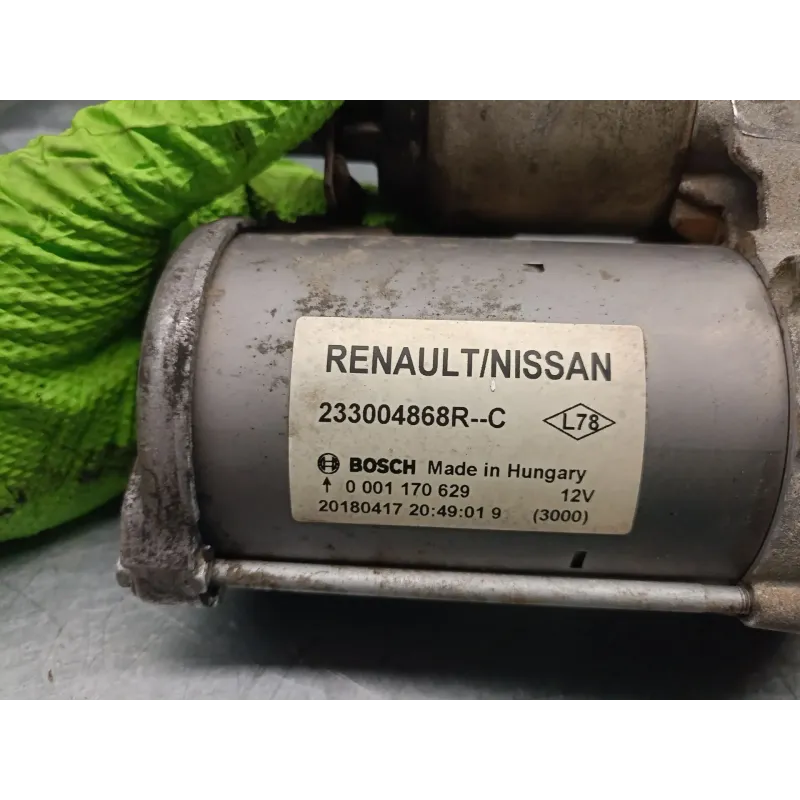 RENAULT/NISSAN
233004868R--C L78
BOSCH Made in Hungary
↑ 0 001 170 629 12V
20180417 20:49:01 9 (3000)